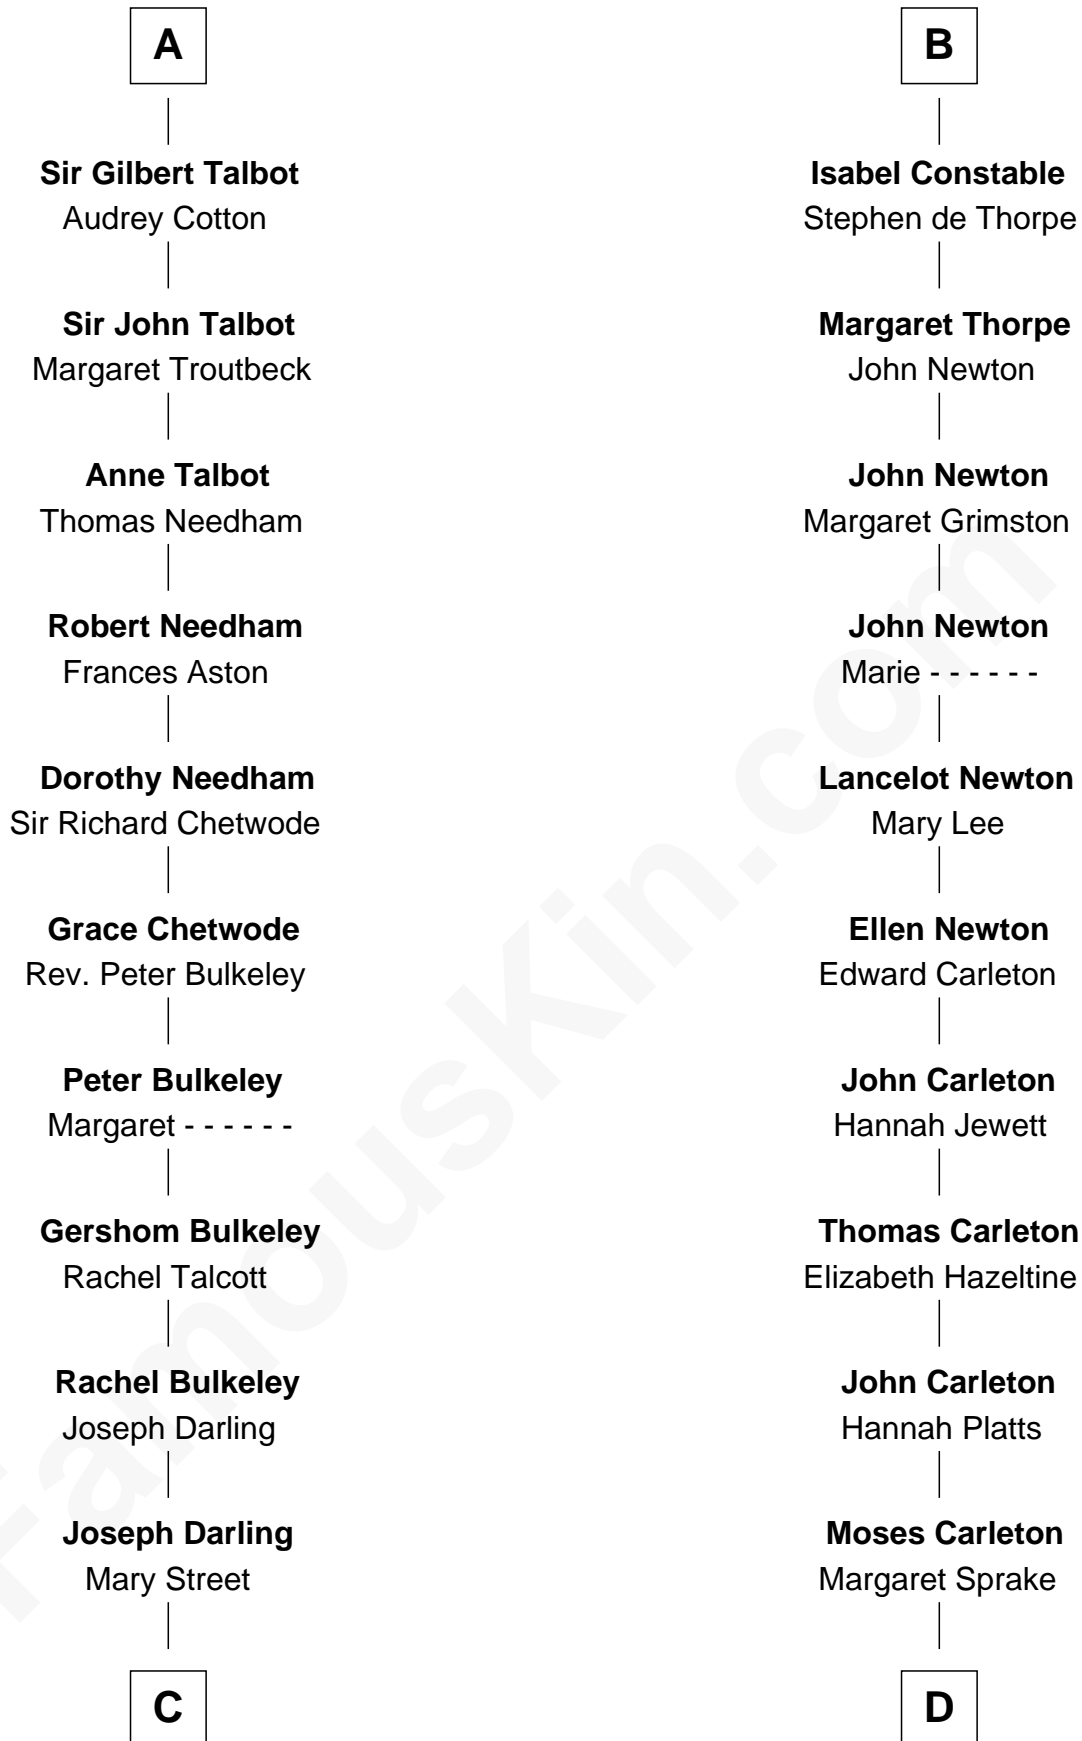 A
Sir Gilbert Talbot
Audrey Cotton
Sir John Talbot
Margaret Troutbeck
Anne Talbot
Thomas Needham
Robert Needham
Frances Aston
Dorothy Needham
Sir Richard Chetwode
Grace Chetwode
Rev. Peter Bulkeley
Peter Bulkeley
Margaret - - - - - -
Gershom Bulkeley
Rachel Talcott
Rachel Bulkeley
Joseph Darling
Joseph Darling
Mary Street
C
B
Isabel Constable
Stephen de Thorpe
Margaret Thorpe
John Newton
John Newton
Margaret Grimston
John Newton
Marie - - - - - -
Lancelot Newton
Mary Lee
Ellen Newton
Edward Carleton
John Carleton
Hannah Jewett
Thomas Carleton
Elizabeth Hazeltine
John Carleton
Hannah Platts
Moses Carleton
Margaret Sprake
D
FamousKin.com